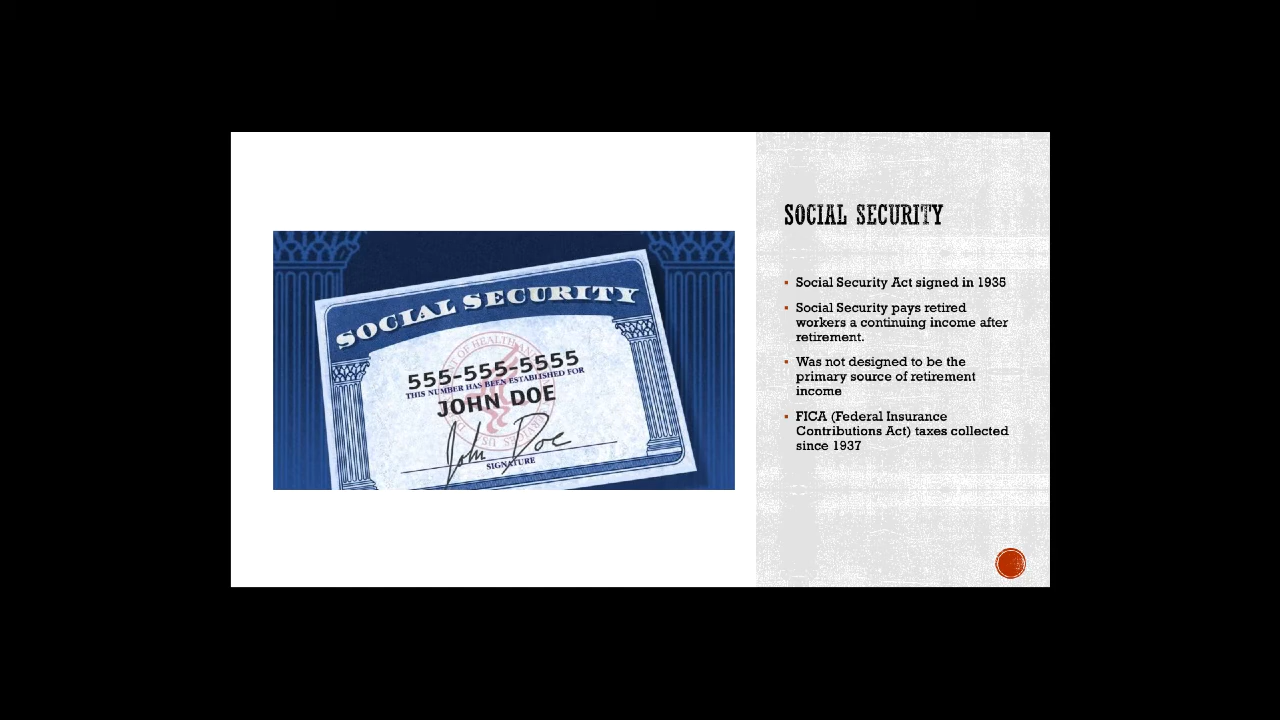 SOCIAL SECURITY
555-555-5555
THIS NUMBER HAS BEEN ESTABLISHED FOR
JOHN DOE
John Doe
SIGNATURE
SOCIAL SECURITY
Social Security Act signed in 1935
Social Security pays retired
workers a continuing income after
retirement.
Was not designed to be the
primary source of retirement
income
FICA (Federal Insurance
Contributions Act) taxes collected
since 1937